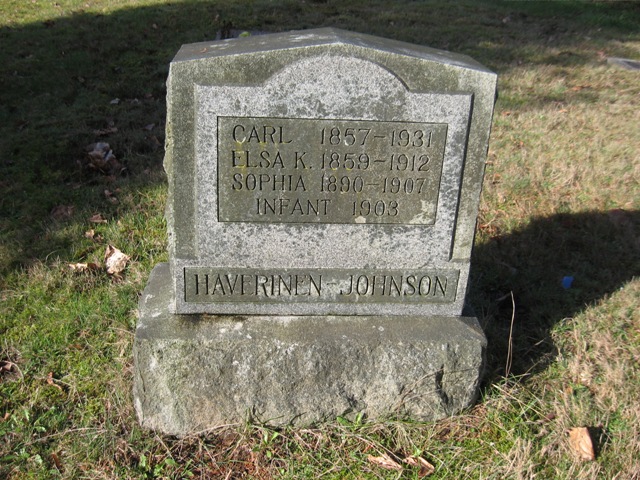 CARL 1857-1931
ELSA K. 1859-1912
SOPHIA 1890-1907
INFANT 1903
HAVERINEN-JOHNSON